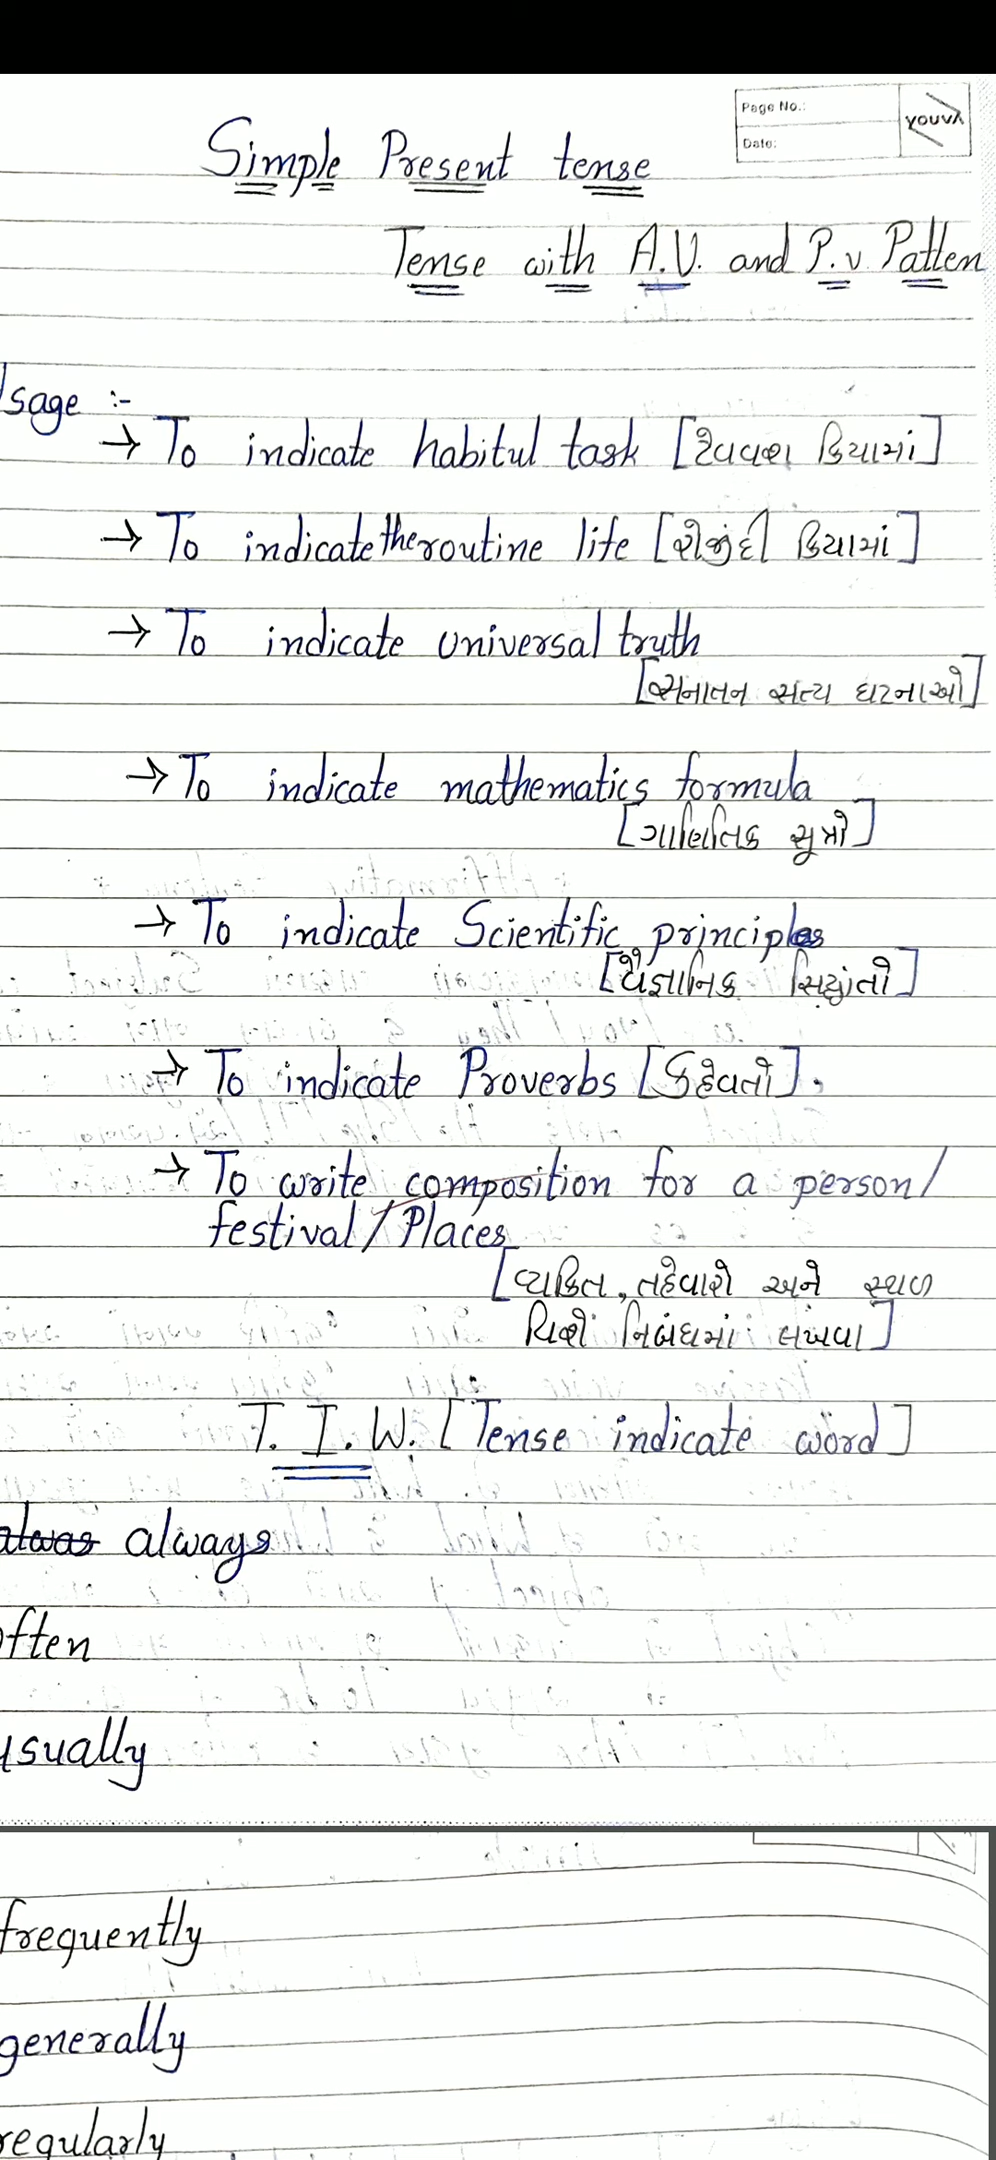 Page No.:
Date:
YOUVA
Simple Present tense
Tense with A.V. and P.v. Patten
Usage :-
→ To indicate habitul task [ટેવવશ ક્રિયામાં]
→ To indicate the routine life [રોજીંદી ક્રિયામાં]
→ To indicate universal truth
[સનાતન સત્ય ઘટનાઓ]
→ To indicate mathematics formula
[ગાણિતિક સુત્રો]
→ To indicate Scientific principles
[વૈજ્ઞાનિક સિદ્ધાંતો]
→ To indicate Proverbs [કહેવતો].
→ To write composition for a person/
festival / Places
[વ્યકિત, તહેવારો અને સ્થળ
વિશે નિબંધમાં લખવા]
T. I. W. [Tense indicate word]
alwas always
often
usually
frequently
generally
regularly